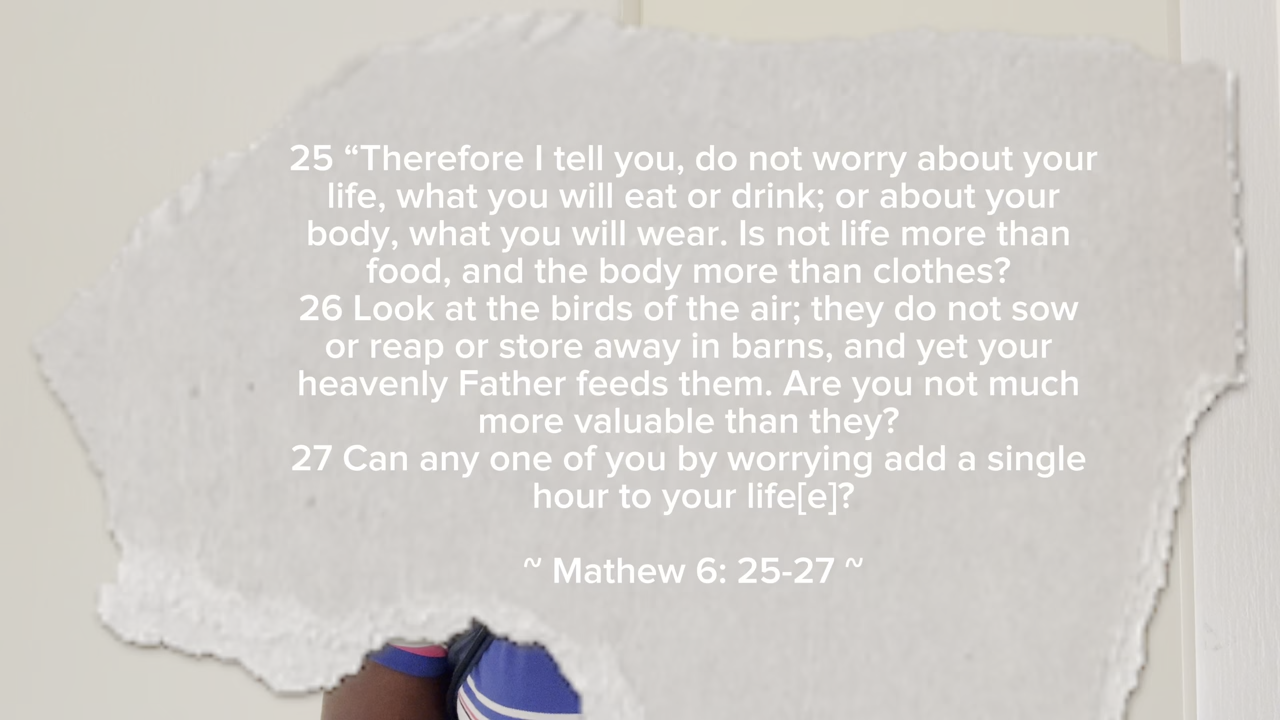 25 “Therefore I tell you, do not worry about your
life, what you will eat or drink; or about your
body, what you will wear. Is not life more than
food, and the body more than clothes?
26 Look at the birds of the air; they do not sow
or reap or store away in barns, and yet your
heavenly Father feeds them. Are you not much
more valuable than they?
27 Can any one of you by worrying add a single
hour to your life[e]?
~ Mathew 6: 25-27 ~